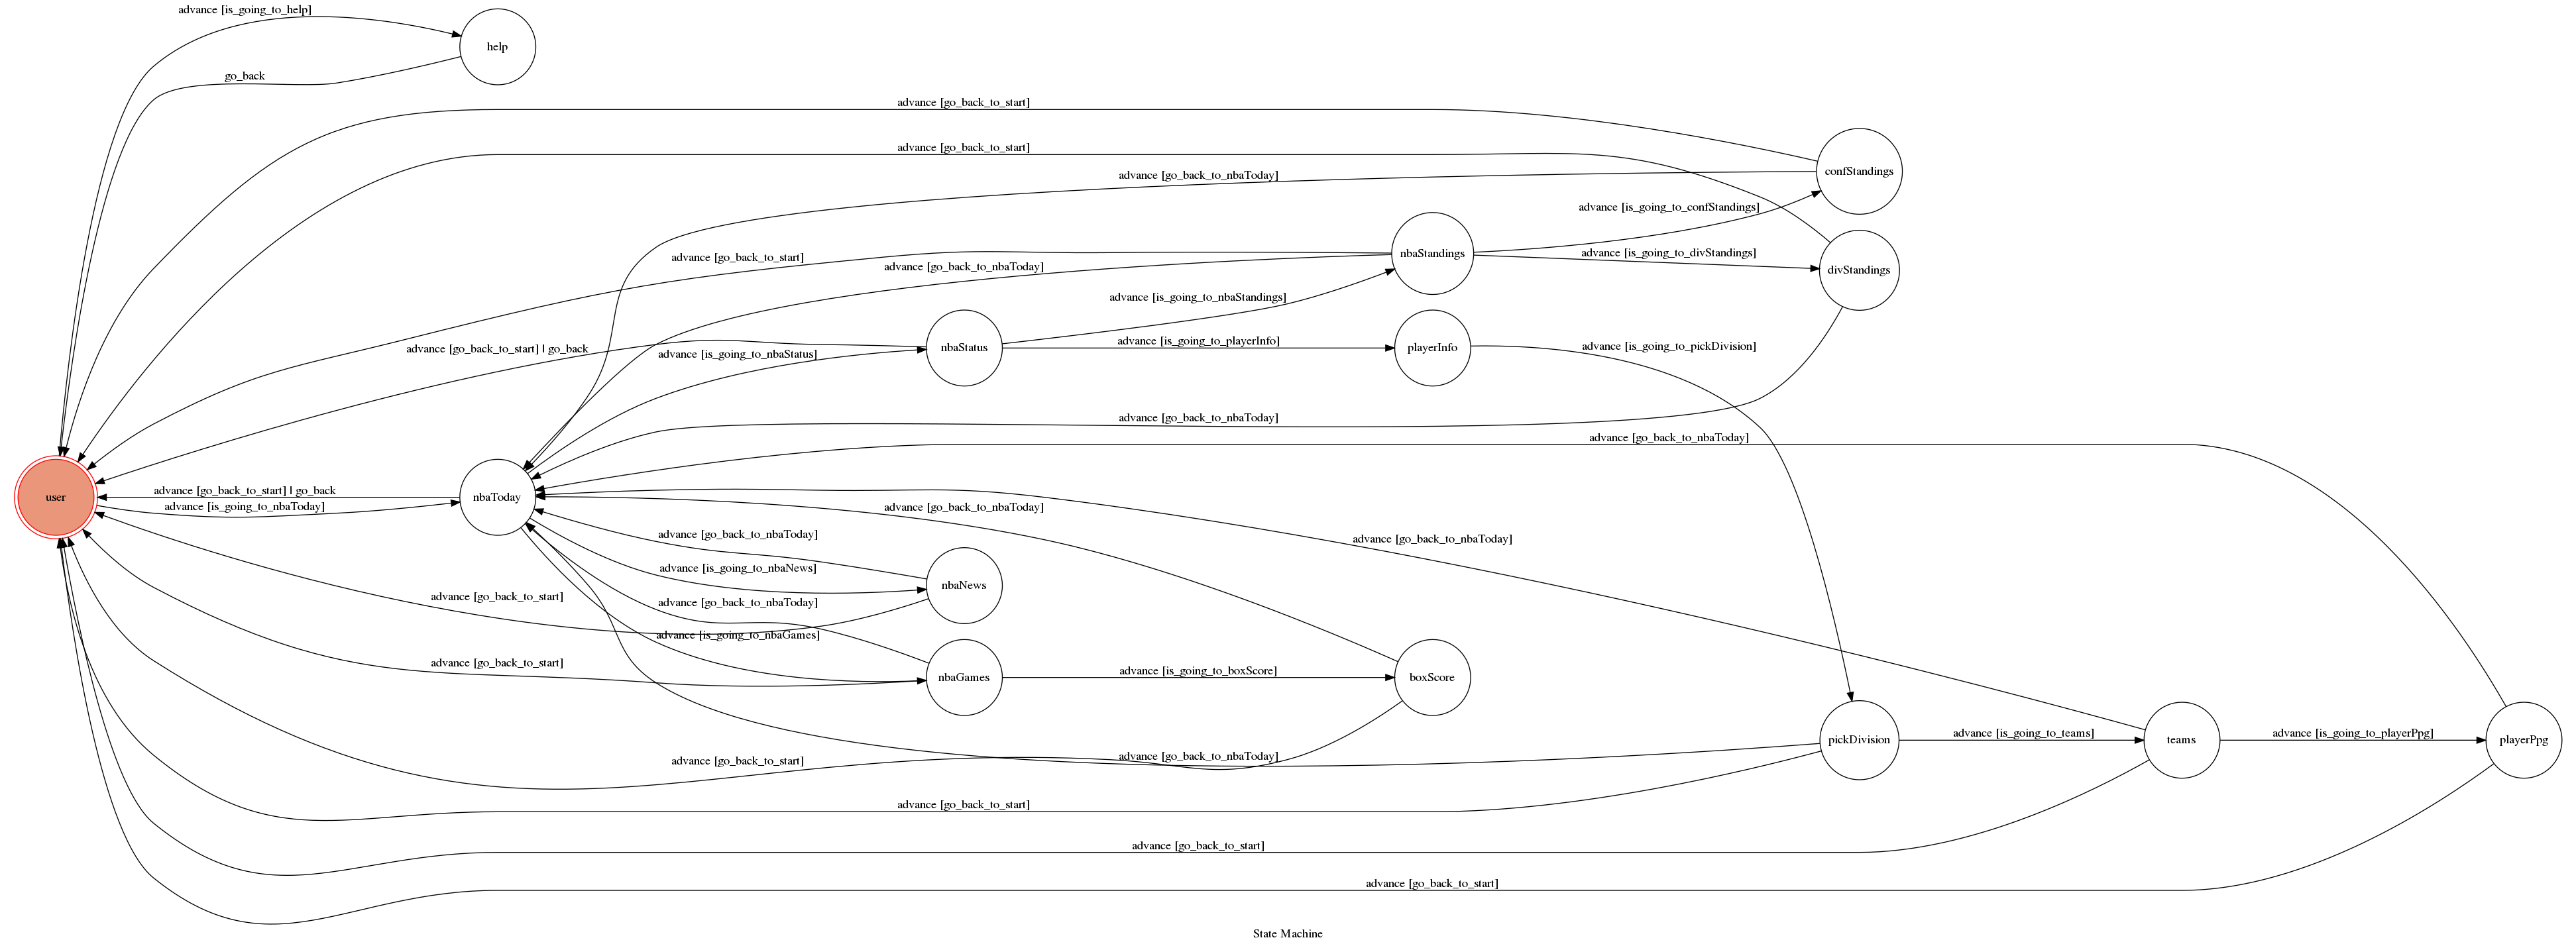 advance [is_going_to_help]
help
go_back
advance [go_back_to_start]
advance [go_back_to_start]
confStandings
advance [go_back_to_nbaToday]
advance [is_going_to_confStandings]
nbaStandings
advance [is_going_to_divStandings]
divStandings
advance [go_back_to_start]
advance [go_back_to_nbaToday]
advance [is_going_to_nbaStandings]
nbaStatus
advance [is_going_to_playerInfo]
playerInfo
advance [is_going_to_pickDivision]
advance [go_back_to_start] | go_back
advance [is_going_to_nbaStatus]
advance [go_back_to_nbaToday]
advance [go_back_to_nbaToday]
user
advance [go_back_to_start] | go_back
advance [is_going_to_nbaToday]
nbaToday
advance [go_back_to_nbaToday]
advance [go_back_to_nbaToday]
advance [go_back_to_nbaToday]
advance [is_going_to_nbaNews]
nbaNews
advance [go_back_to_start]
advance [go_back_to_nbaToday]
advance [is_going_to_nbaGames]
advance [go_back_to_start]
nbaGames
advance [is_going_to_boxScore]
boxScore
pickDivision
advance [is_going_to_teams]
teams
advance [is_going_to_playerPpg]
playerPpg
advance [go_back_to_start]
advance [go_back_to_nbaToday]
advance [go_back_to_start]
advance [go_back_to_start]
advance [go_back_to_start]
State Machine